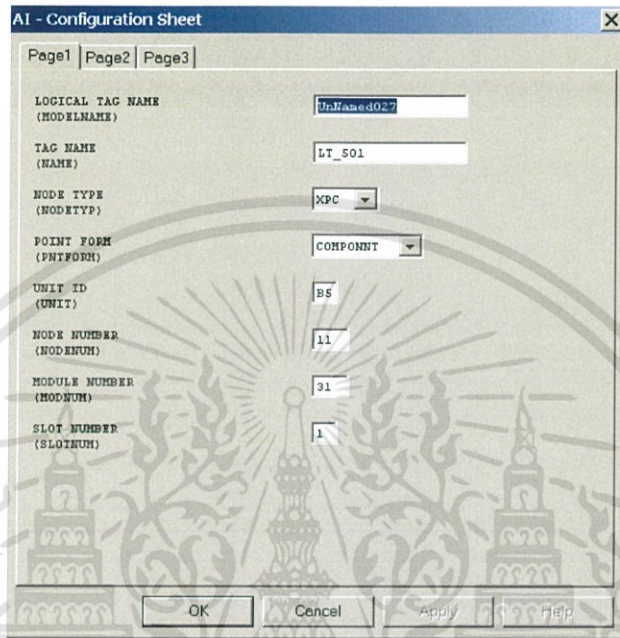 AI - Configuration Sheet
Page1 Page2 Page3
LOGICAL TAG NAME
(MODELNAME)
UnNamed027
TAG NAME
(NAME)
LT_501
NODE TYPE
(NODETYP)
XPC
POINT FORM
(PNTFORM)
COMPONNT
UNIT ID
(UNIT)
B5
NODE NUMBER
(NODENUM)
11
MODULE NUMBER
(MODNUM)
31
SLOT NUMBER
(SLOTNUM)
1
OK Cancel Apply Help